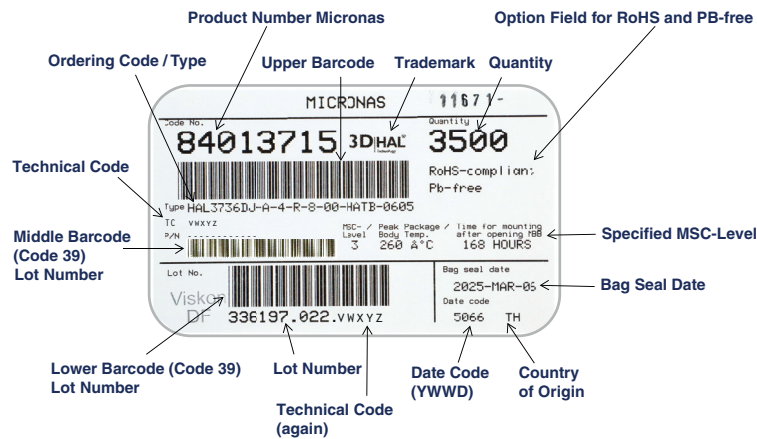 Product Number Micronas
Option Field for RoHS and PB-free
Ordering Code / Type
Upper Barcode
Trademark
Quantity
MICRONAS
11671-
Code No.
84013715
3D HAL
Technology
Quantity
3500
RoHS-compliant
Pb-free
Technical Code
Type HAL3736DJ-A-4-R-8-00-HATB-0605
TC VWXYZ
P/N ------------
MSC- / Peak Package / Time for mounting
Level Body Temp. after opening MBB
3 260 Â°C 168 HOURS
Middle Barcode
(Code 39)
Lot Number
Specified MSC-Level
Lot No.
Viskon
DF 336197.022.VWXYZ
Bag seal date
2025-MAR-06
Date code
5066 TH
Bag Seal Date
Lower Barcode (Code 39)
Lot Number
Lot Number
Technical Code
(again)
Date Code
(YWWD)
Country
of Origin